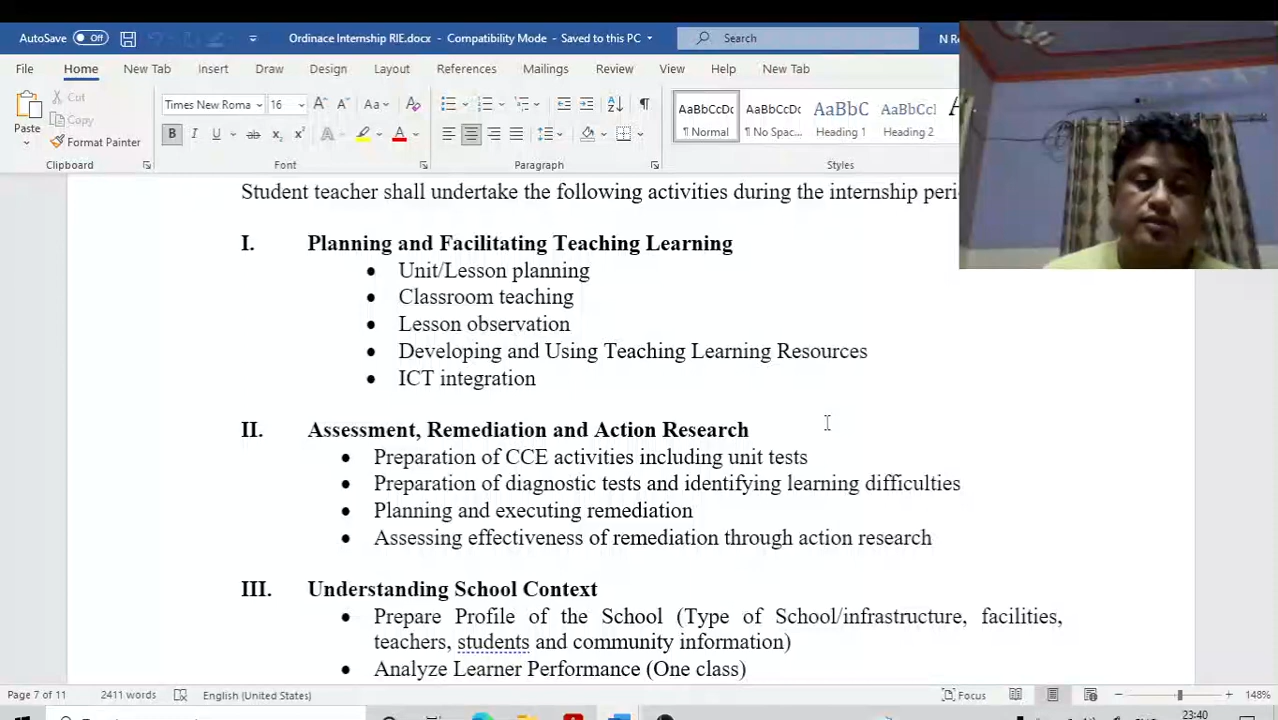 AutoSave Off Ordinace Internship RIE.docx - Compatibility Mode - Saved to this PC Search N Re
File Home New Tab Insert Draw Design Layout References Mailings Review View Help New Tab
Cut
Copy
Paste Format Painter
Times New Roma 16 Aa
B I U ab x₂ x² A A
AaBbCcDc AaBbCcDc AaBbC AaBbCcl
¶ Normal ¶ No Spac... Heading 1 Heading 2
Clipboard Font Paragraph Styles
Student teacher shall undertake the following activities during the internship peri
I. Planning and Facilitating Teaching Learning
• Unit/Lesson planning
• Classroom teaching
• Lesson observation
• Developing and Using Teaching Learning Resources
• ICT integration
II. Assessment, Remediation and Action Research
• Preparation of CCE activities including unit tests
• Preparation of diagnostic tests and identifying learning difficulties
• Planning and executing remediation
• Assessing effectiveness of remediation through action research
III. Understanding School Context
• Prepare Profile of the School (Type of School/infrastructure, facilities,
teachers, students and community information)
• Analyze Learner Performance (One class)
Page 7 of 11 2411 words English (United States) Focus 148%
23:40